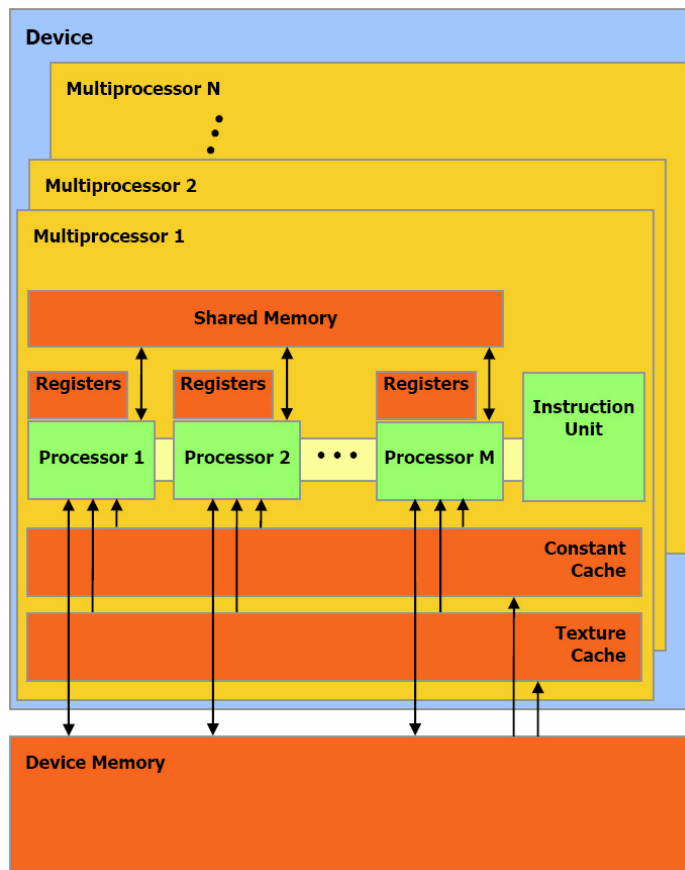 Device
Multiprocessor N
Multiprocessor 2
Multiprocessor 1
Shared Memory
Registers
Registers
Registers
Instruction
Unit
Processor 1
Processor 2
Processor M
Constant
Cache
Texture
Cache
Device Memory